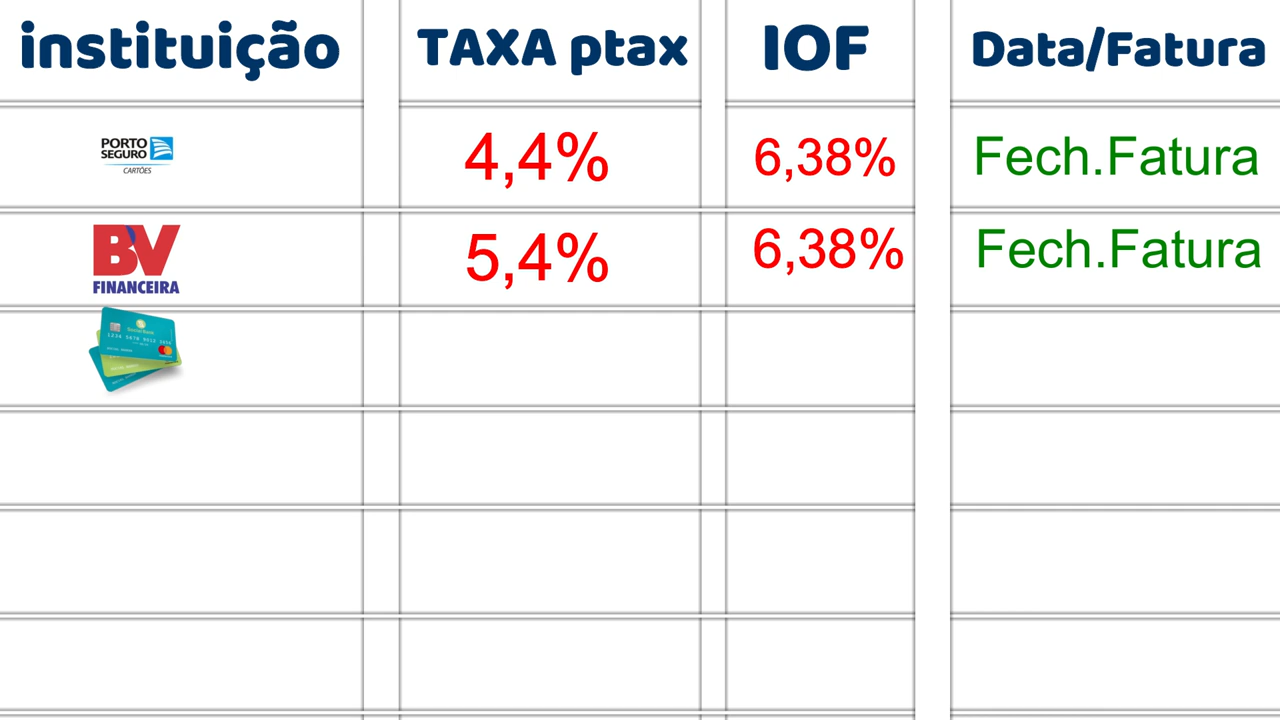 instituição TAXA ptax IOF Data/Fatura
PORTO
SEGURO
CARTÕES
4,4% 6,38% Fech.Fatura
BV
FINANCEIRA
5,4% 6,38% Fech.Fatura